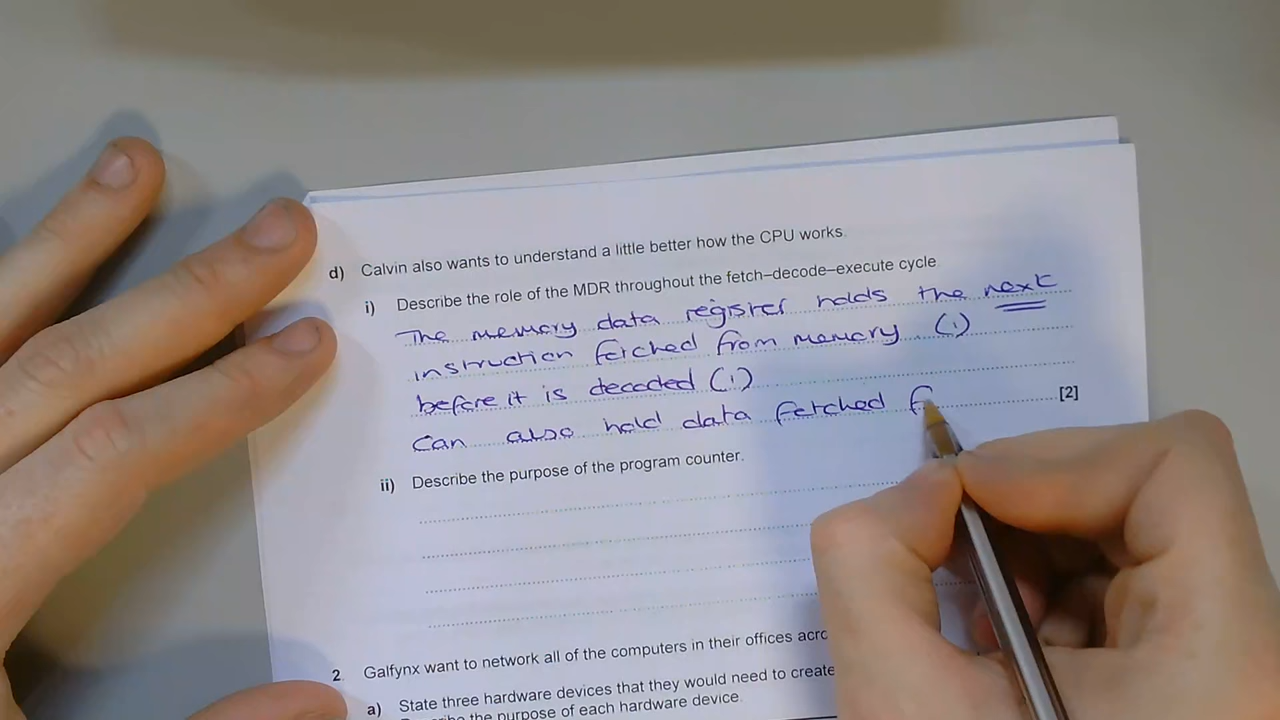 d) Calvin also wants to understand a little better how the CPU works.
i) Describe the role of the MDR throughout the fetch–decode–execute cycle.
The memory data register holds the next
instruction fetched from memory (1)
before it is decoded (1)
Can also hold data fetched f
[2]
ii) Describe the purpose of the program counter.
2 Galfynx want to network all of the computers in their offices
a) State three hardware devices that they would need to create
the purpose of each hardware device.